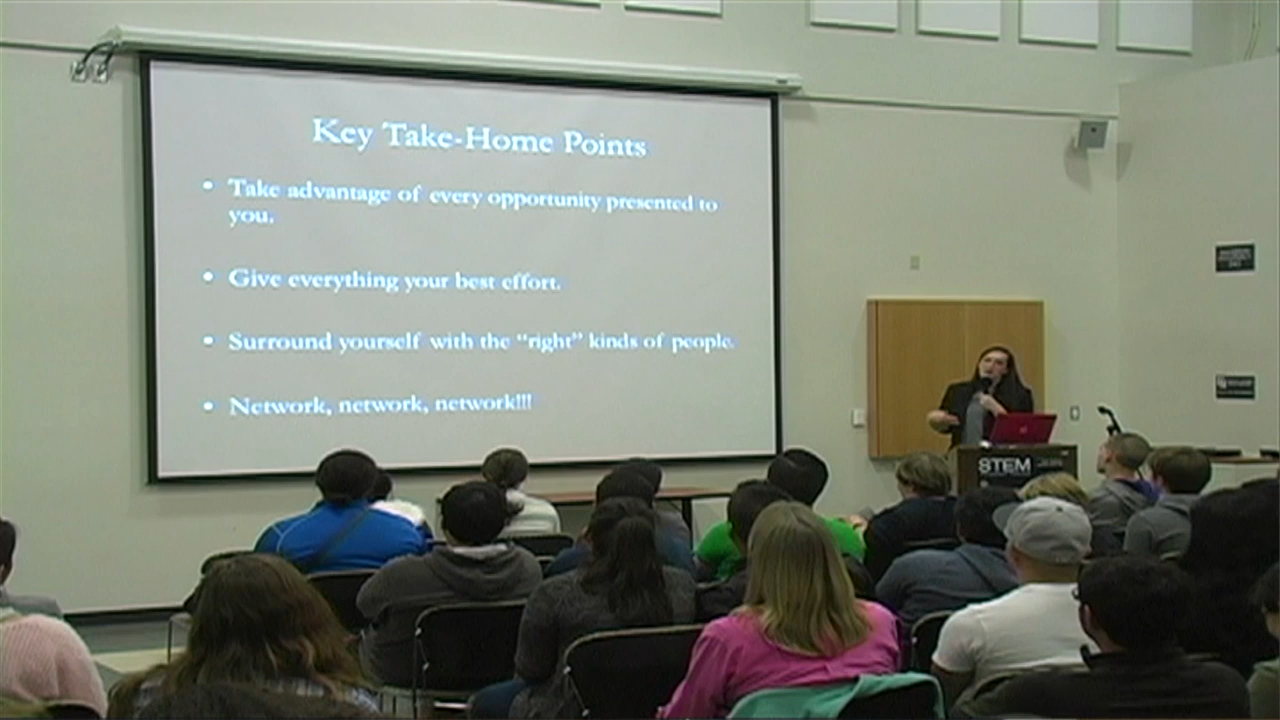 Key Take-Home Points
• Take advantage of every opportunity presented to
you.
• Give everything your best effort.
• Surround yourself with the “right” kinds of people.
• Network, network, network!!!
STEM